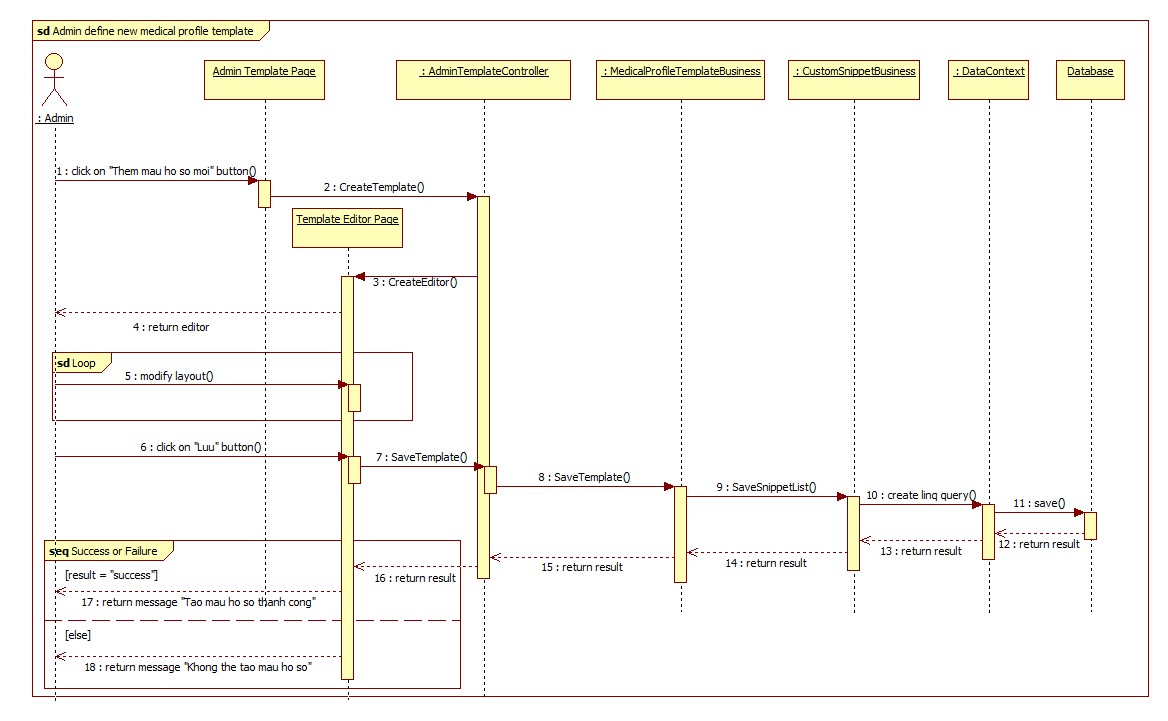 sd Admin define new medical profile template
: Admin
Admin Template Page
: AdminTemplateController
: MedicalProfileTemplateBusiness
: CustomSnippetBusiness
: DataContext
Database
1 : click on "Them mau ho so moi" button()
2 : CreateTemplate()
Template Editor Page
3 : CreateEditor()
4 : return editor
sd Loop
5 : modify layout()
6 : click on "Luu" button()
7 : SaveTemplate()
8 : SaveTemplate()
9 : SaveSnippetList()
10 : create linq query()
11 : save()
12 : return result
13 : return result
14 : return result
15 : return result
16 : return result
seq Success or Failure
[result = "success"]
17 : return message "Tao mau ho so thanh cong"
[else]
18 : return message "Khong the tao mau ho so"